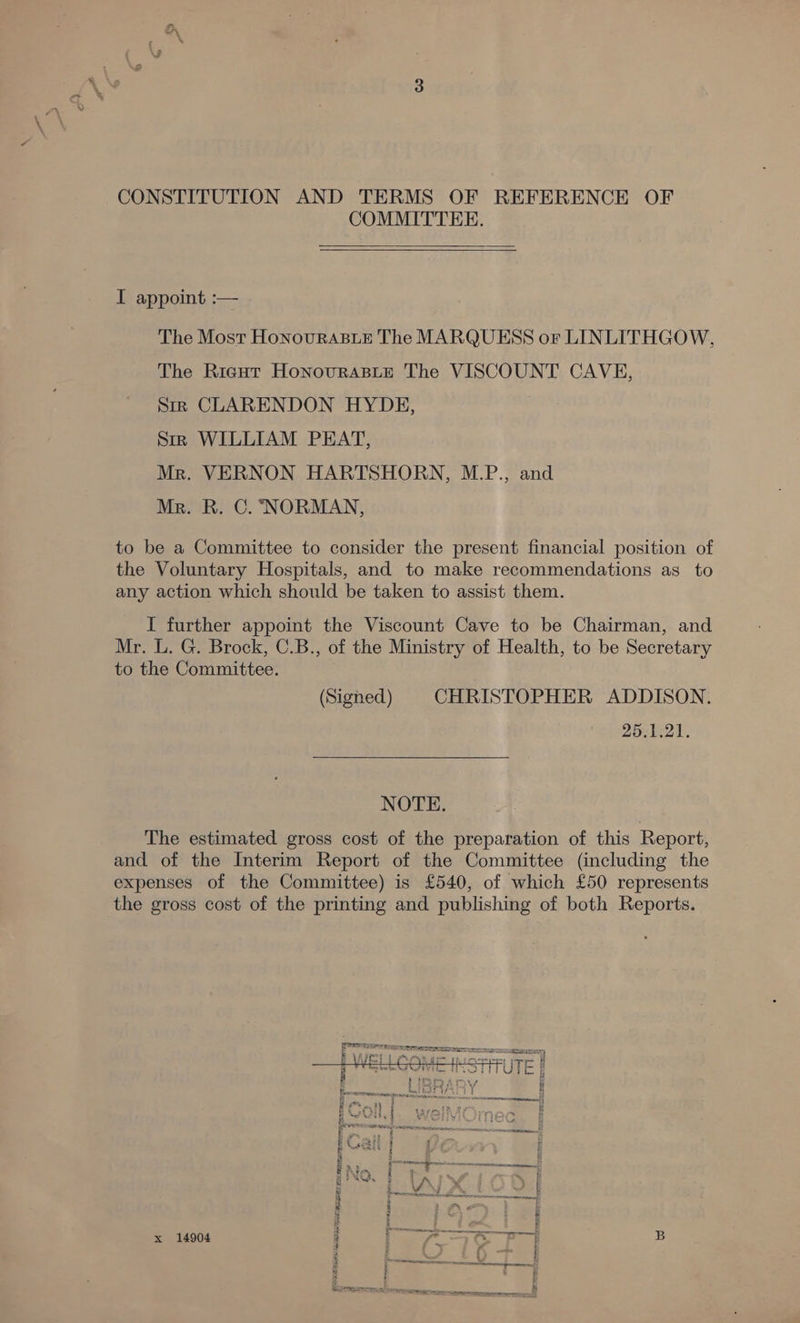 3
CONSTITUTION AND TERMS OF REFERENCE OF
COMMITTEE.
I appoint :—
The Most Honourable The MARQUESS of LINLITHGOW,
The Right Honourable The VISCOUNT CAVE,
Sir CLARENDON HYDE,
Sir WILLIAM PEAT,
Mr. VERNON HARTSHORN, M.P., and
Mr. R. C. NORMAN,
to be a Committee to consider the present financial position of
the Voluntary Hospitals, and to make recommendations as to
any action which should be taken to assist them.
I further appoint the Viscount Cave to be Chairman, and
Mr. L. G. Brock, C.B., of the Ministry of Health, to be Secretary
to the Committee.
(Signed) CHRISTOPHER ADDISON.
25.1.21.
NOTE.
The estimated gross cost of the preparation of this Report,
and of the Interim Report of the Committee (including the
expenses of the Committee) is £540, of which £50 represents
the gross cost of the printing and publishing of both Reports.
WELLCOME INSTITUTE
LIBRARY
Coll. welMOmec
Call
No. WX100
1921
x 14904 B